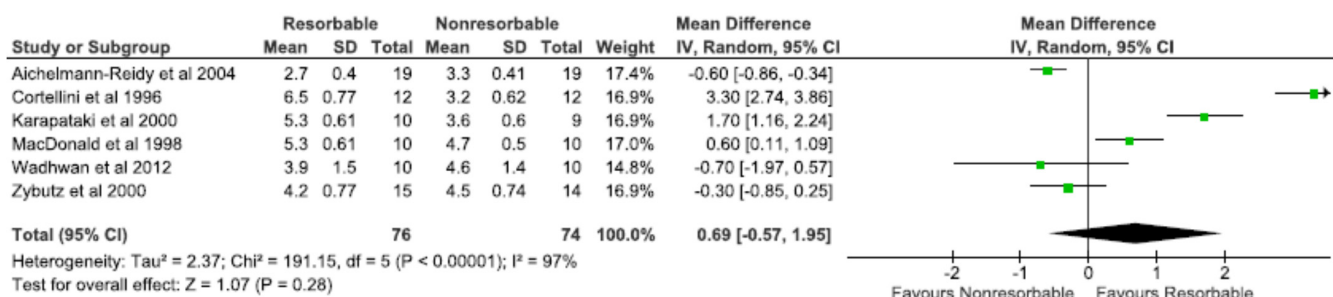 Resorbable Nonresorbable Mean Difference Mean Difference
Study or Subgroup Mean SD Total Mean SD Total Weight IV, Random, 95% CI IV, Random, 95% CI
Aichelmann-Reidy et al 2004 2.7 0.4 19 3.3 0.41 19 17.4% -0.60 [-0.86, -0.34]
Cortellini et al 1996 6.5 0.77 12 3.2 0.62 12 16.9% 3.30 [2.74, 3.86]
Karapataki et al 2000 5.3 0.61 10 3.6 0.6 9 16.9% 1.70 [1.16, 2.24]
MacDonald et al 1998 5.3 0.61 10 4.7 0.5 10 17.0% 0.60 [0.11, 1.09]
Wadhwan et al 2012 3.9 1.5 10 4.6 1.4 10 14.8% -0.70 [-1.97, 0.57]
Zybutz et al 2000 4.2 0.77 15 4.5 0.74 14 16.9% -0.30 [-0.85, 0.25]
Total (95% CI) 76 74 100.0% 0.69 [-0.57, 1.95]
Heterogeneity: Tau² = 2.37; Chi² = 191.15, df = 5 (P < 0.00001); I² = 97%
-2 -1 0 1 2
Test for overall effect: Z = 1.07 (P = 0.28)
Favours Nonresorbable Favours Resorbable